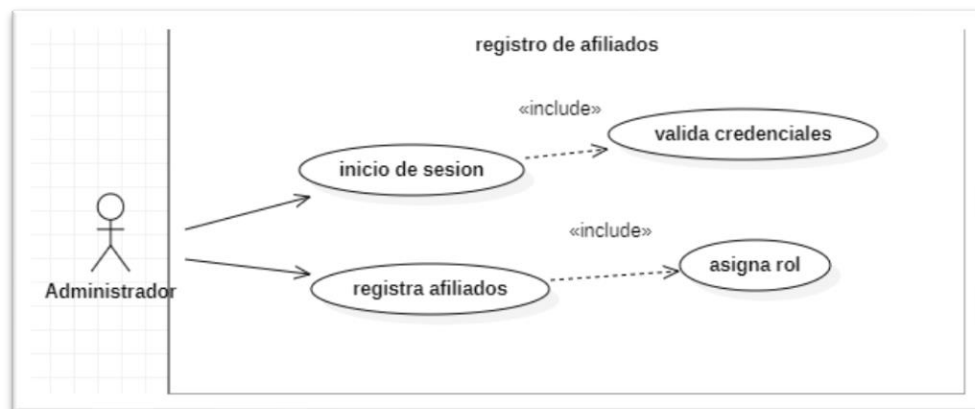 registro de afiliados
«include»
valida credenciales
inicio de sesion
«include»
asigna rol
registra afiliados
Administrador